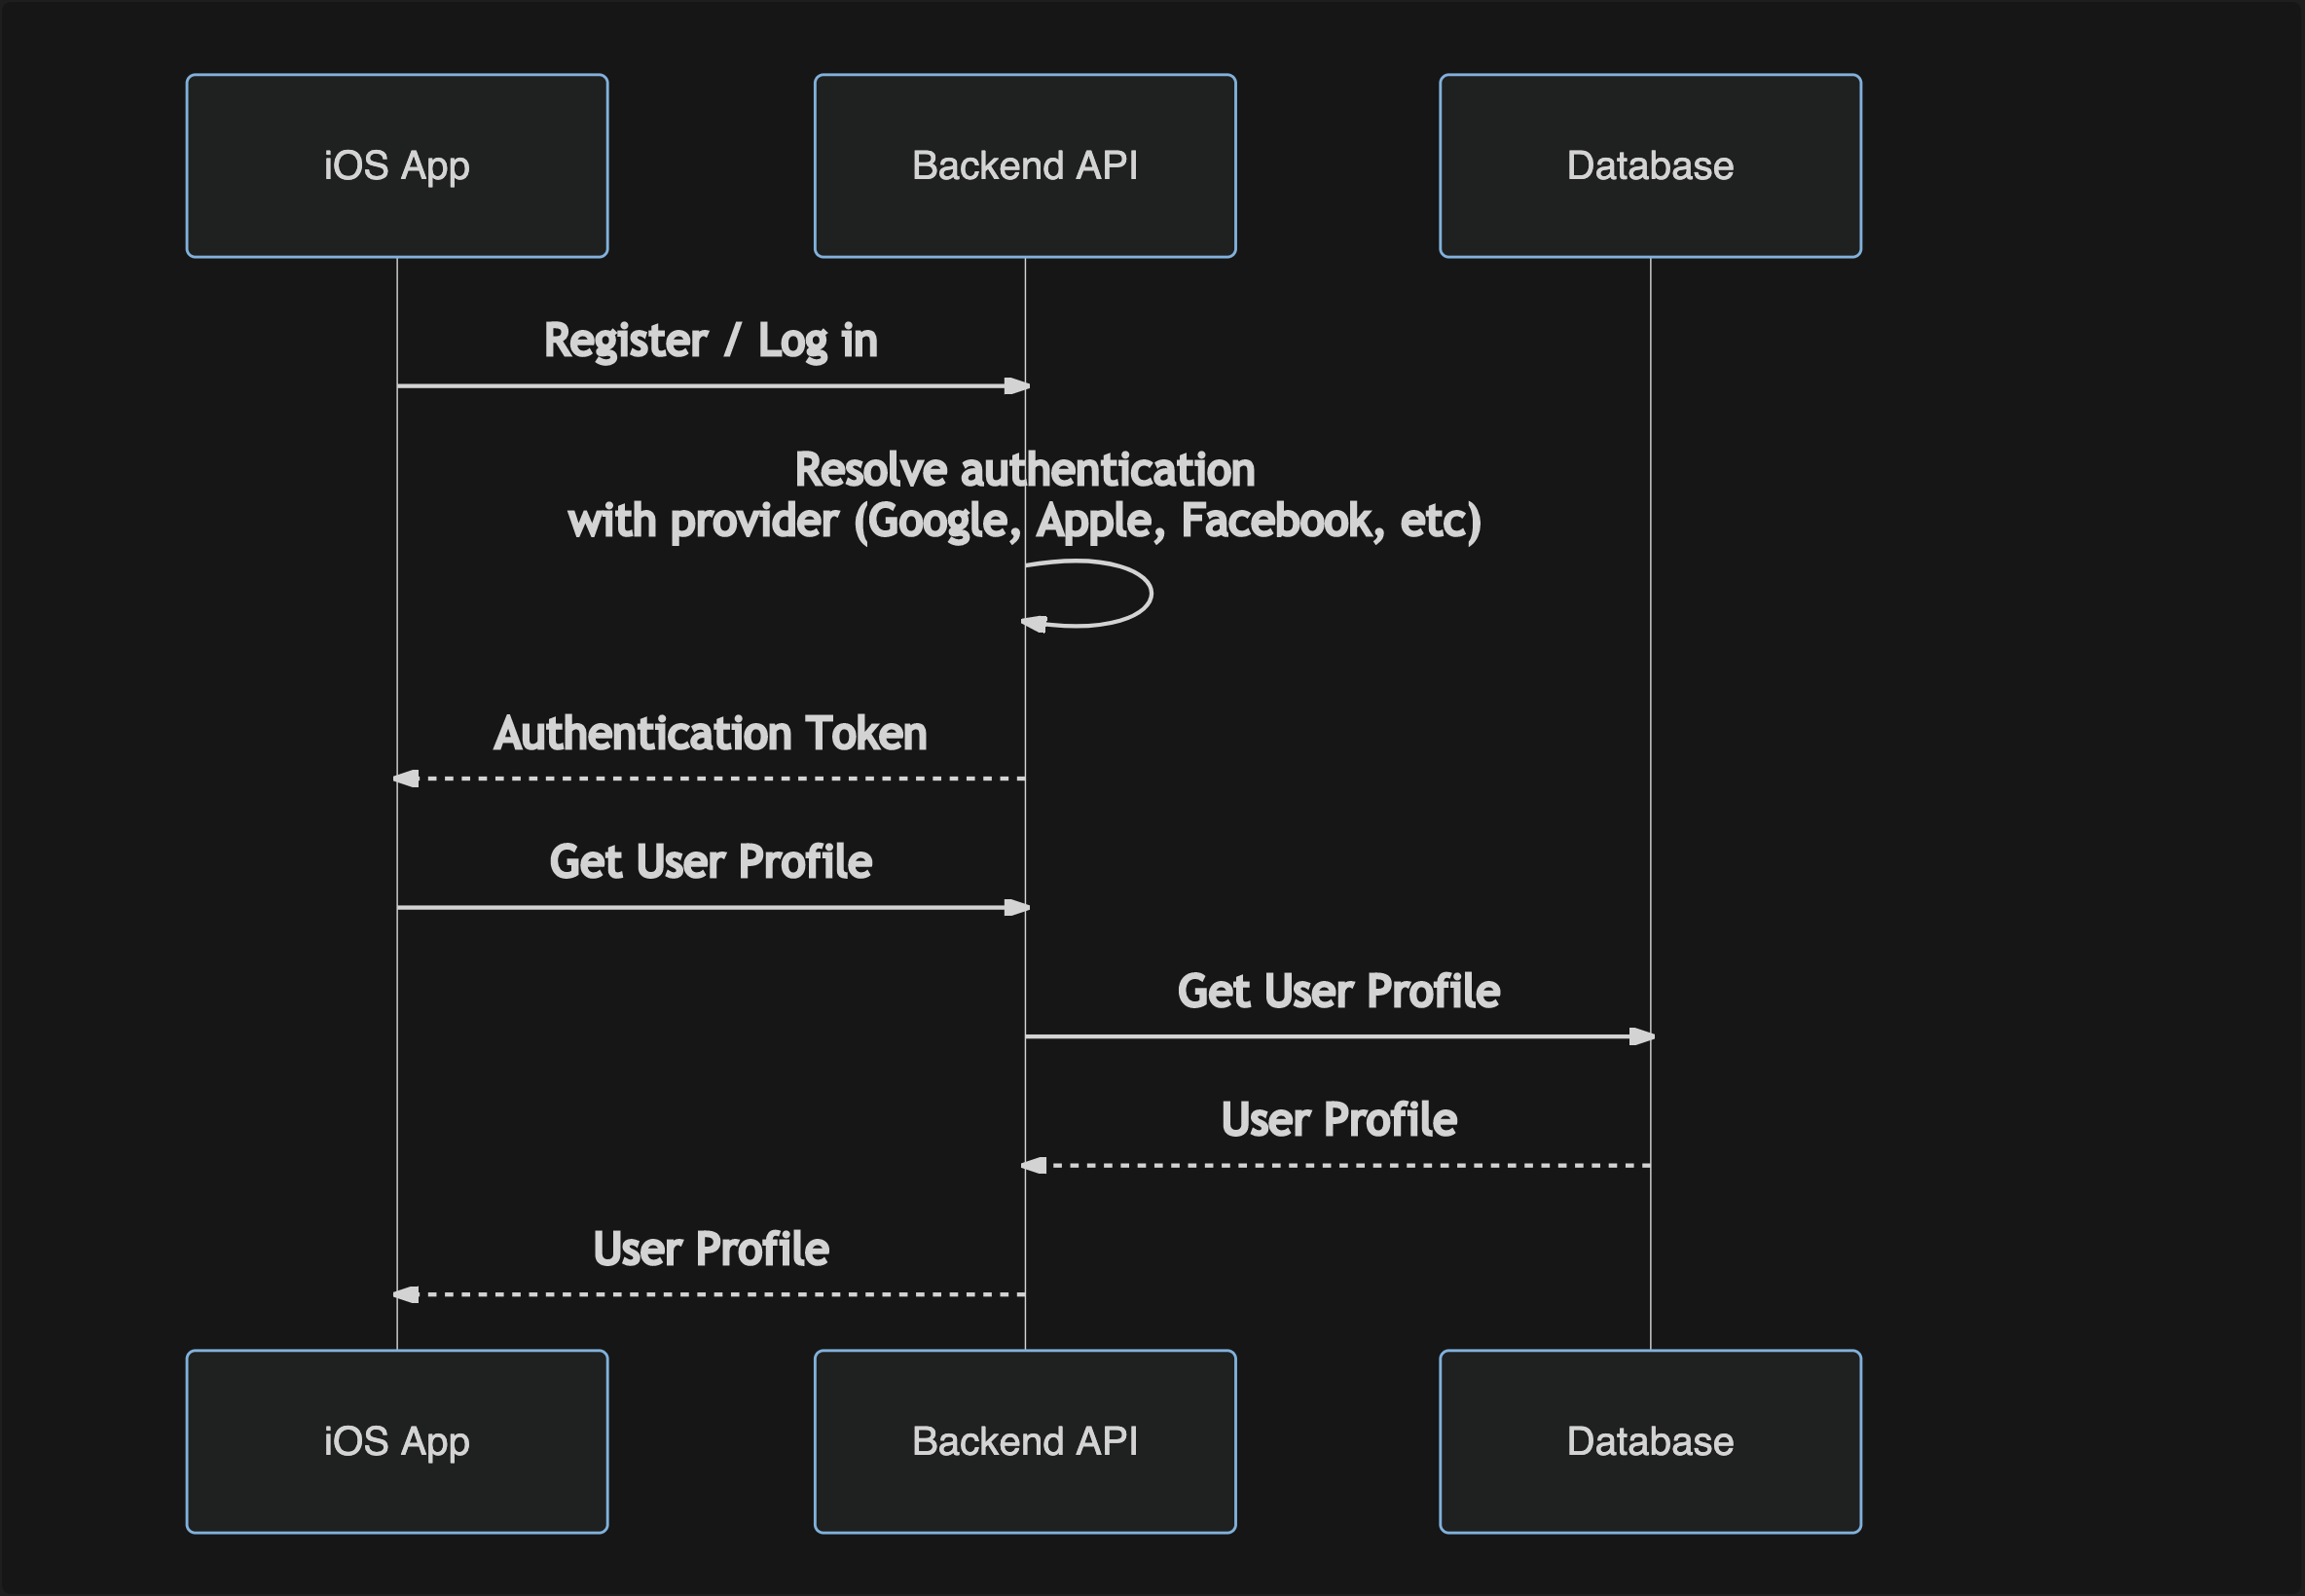 iOS App
Backend API
Database
Register / Log in
Resolve authentication
with provider (Google, Apple, Facebook, etc)
Authentication Token
Get User Profile
Get User Profile
User Profile
User Profile
iOS App
Backend API
Database